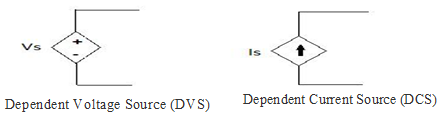 Vs
+
-
Is
Dependent Voltage Source (DVS)
Dependent Current Source (DCS)